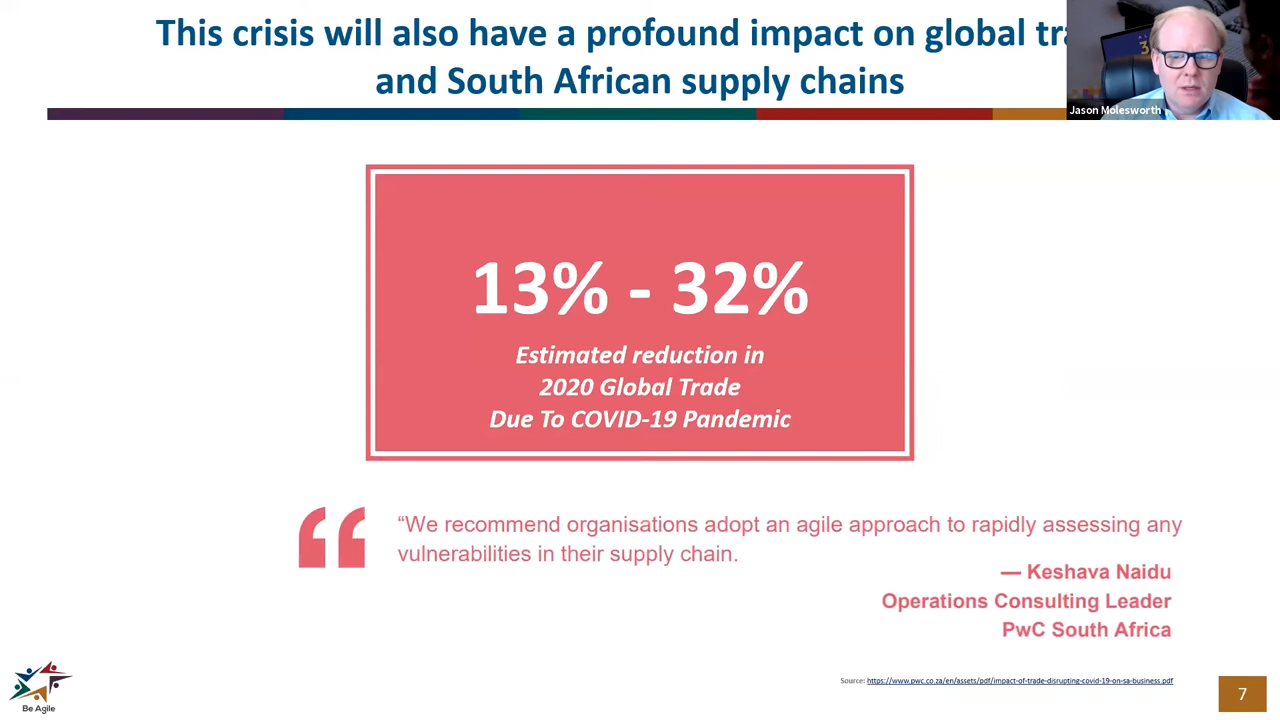 This crisis will also have a profound impact on global
and South African supply chains
Jason Molesworth
13% - 32%
Estimated reduction in
2020 Global Trade
Due To COVID-19 Pandemic
“We recommend organisations adopt an agile approach to rapidly assessing any
vulnerabilities in their supply chain.
— Keshava Naidu
Operations Consulting Leader
PwC South Africa
Source: https://www.pwc.co.za/en/assets/pdf/impact-of-trade-disrupting-covid-19-on-sa-business.pdf
Be Agile
7